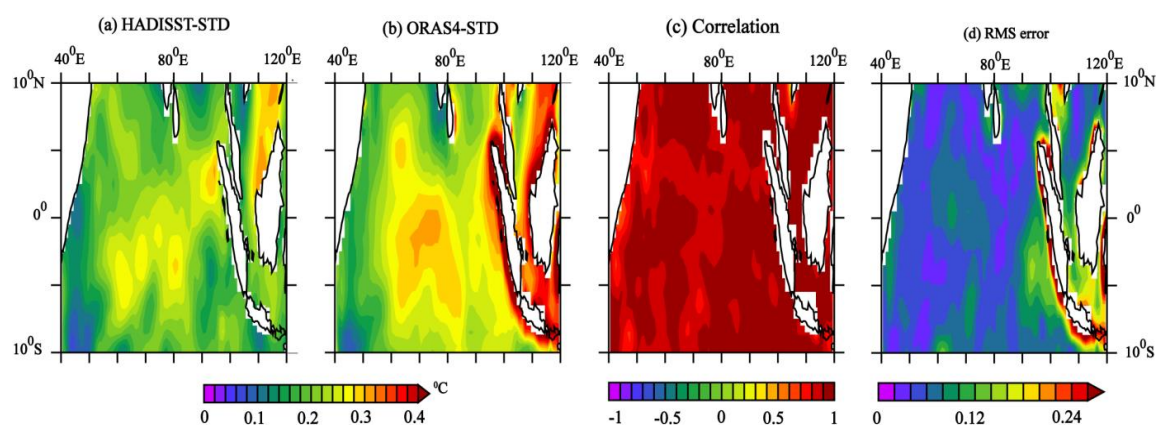 (a) HADISST-STD
(b) ORAS4-STD
(c) Correlation
(d) RMS error
40⁰E 80⁰E 120⁰E
40⁰E 80⁰E 120⁰E
40⁰E 80⁰E 120⁰E
40⁰E 80⁰E 120⁰E
10⁰N
10⁰N
0⁰
0⁰
10⁰S
10⁰S
⁰C
0 0.1 0.2 0.3 0.4
-1 -0.5 0 0.5 1
0 0.12 0.24